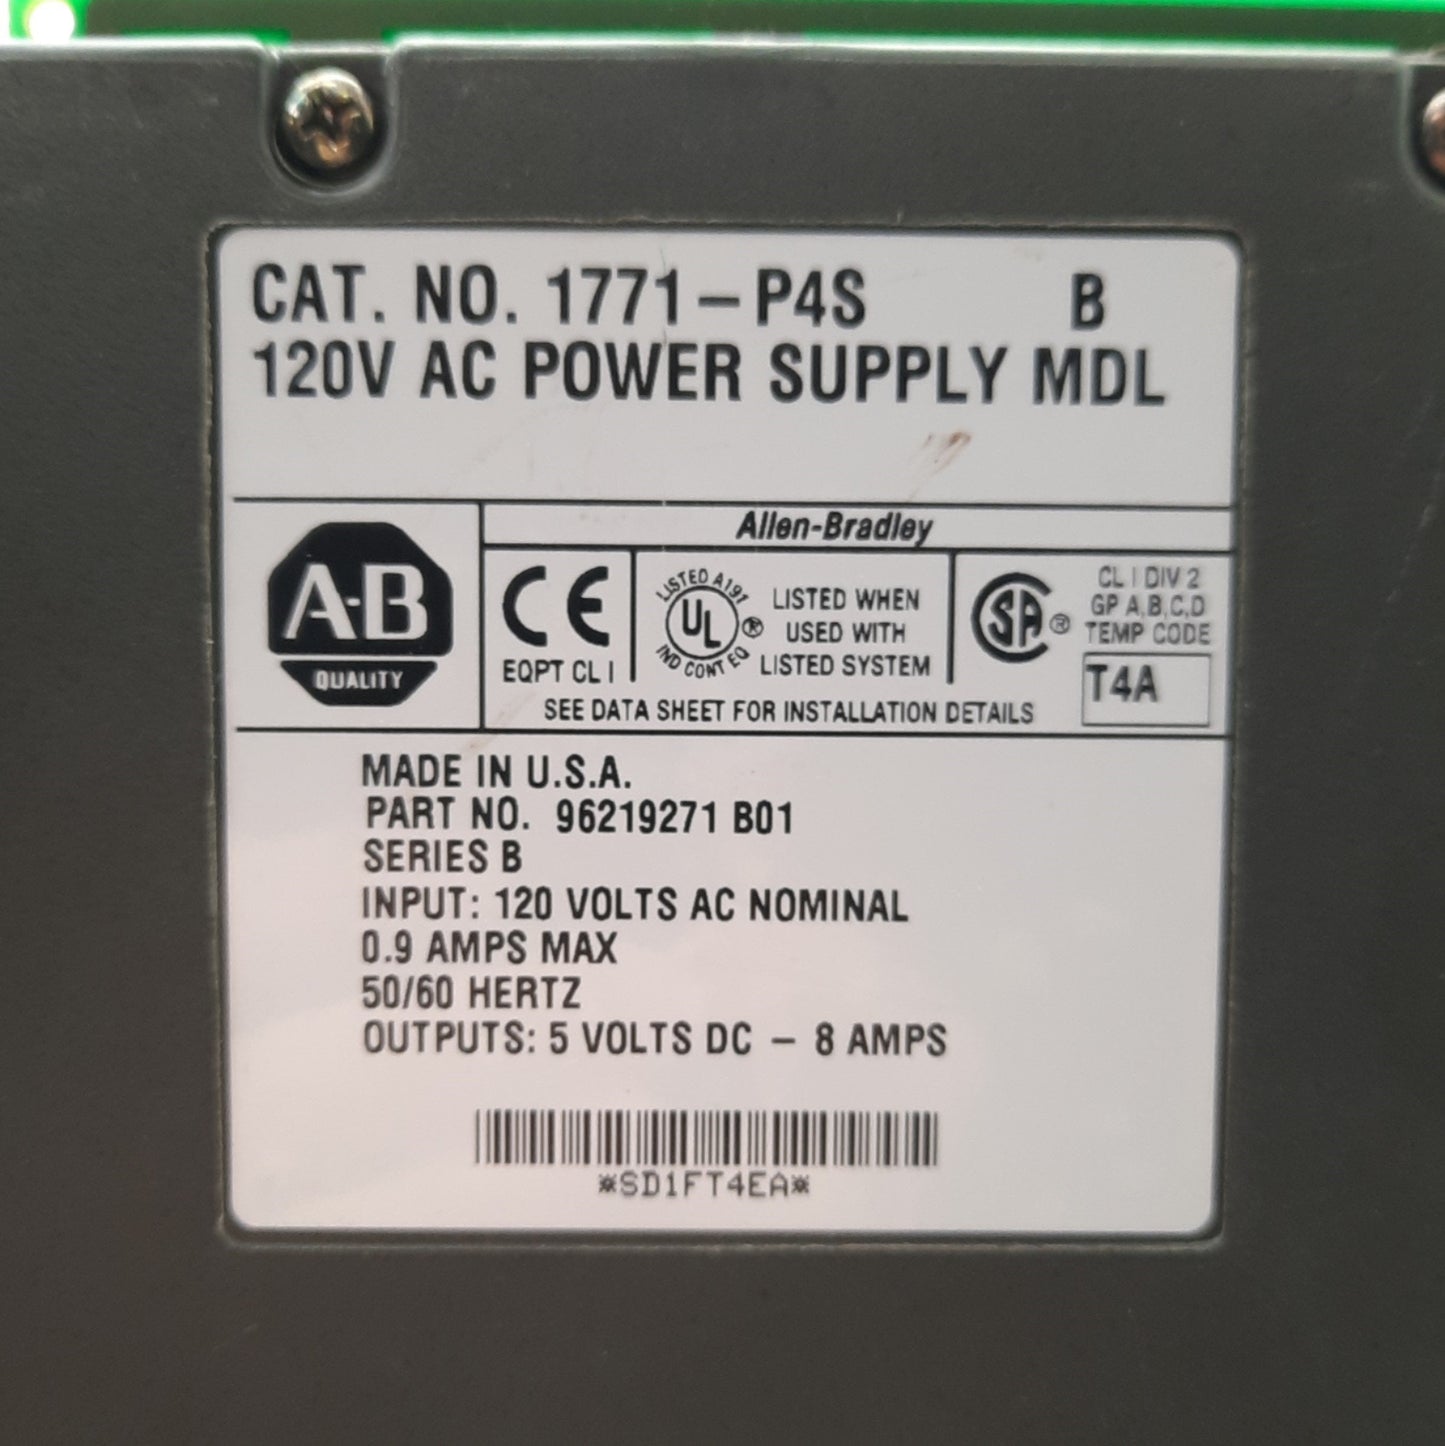 CAT. NO. 1771-P4S B
120V AC POWER SUPPLY MDL
Allen-Bradley
A-B
QUALITY
CE
EQPT CL I
LISTED A191
UL ®
IND CONT EQ
LISTED WHEN
USED WITH
LISTED SYSTEM
SA ®
CL I DIV 2
GP A,B,C,D
TEMP CODE
T4A
SEE DATA SHEET FOR INSTALLATION DETAILS
MADE IN U.S.A.
PART NO. 96219271 B01
SERIES B
INPUT: 120 VOLTS AC NOMINAL
0.9 AMPS MAX
50/60 HERTZ
OUTPUTS: 5 VOLTS DC - 8 AMPS
*SD1FT4EA*